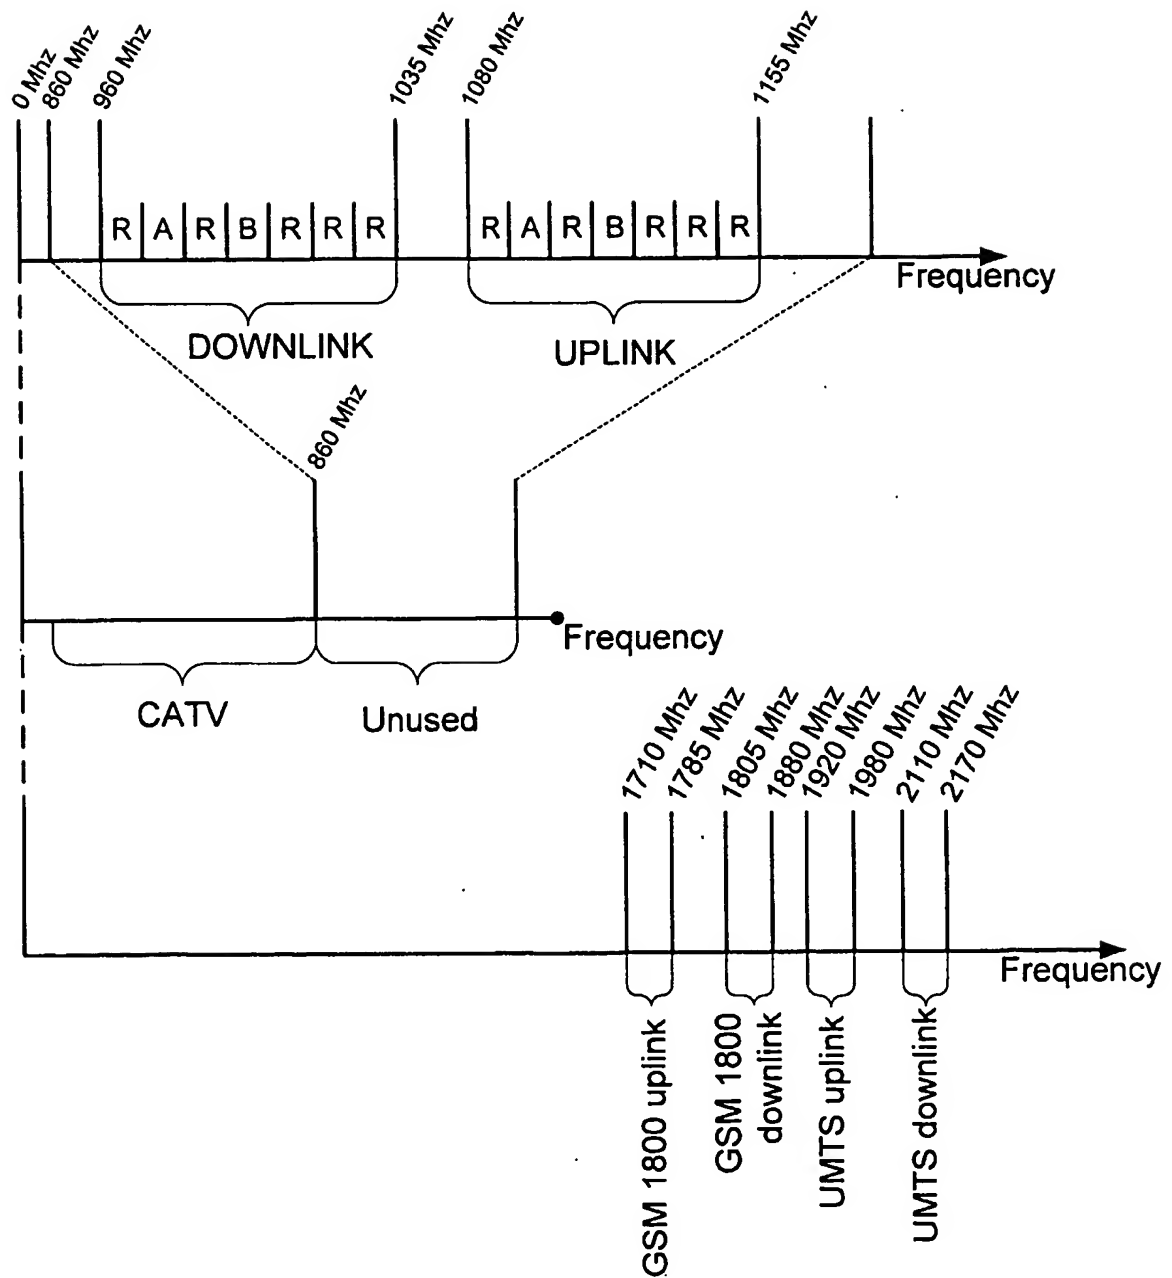 0 Mhz
860 Mhz
960 Mhz
1035 Mhz
1080 Mhz
1155 Mhz
R A R B R R R
R A R B R R R
Frequency
DOWNLINK
UPLINK
860 Mhz
Frequency
CATV
Unused
1710 Mhz
1785 Mhz
1805 Mhz
1880 Mhz
1920 Mhz
1980 Mhz
2110 Mhz
2170 Mhz
Frequency
GSM 1800 uplink
GSM 1800
downlink
UMTS uplink
UMTS downlink